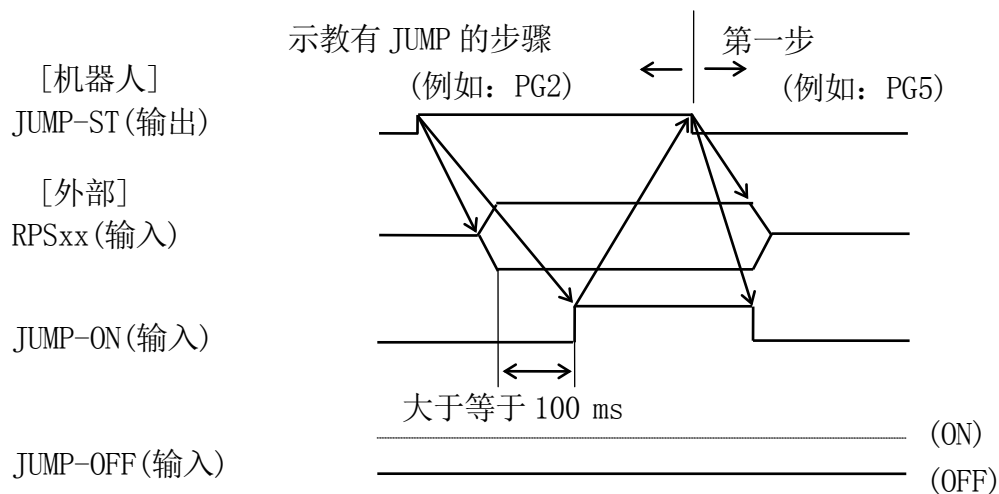 示教有 JUMP 的步骤
第一步
[机器人]
(例如：PG2)
(例如：PG5)
JUMP-ST(输出)
[外部]
RPSxx(输入)
JUMP-ON(输入)
大于等于 100 ms
(ON)
JUMP-OFF(输入)
(OFF)